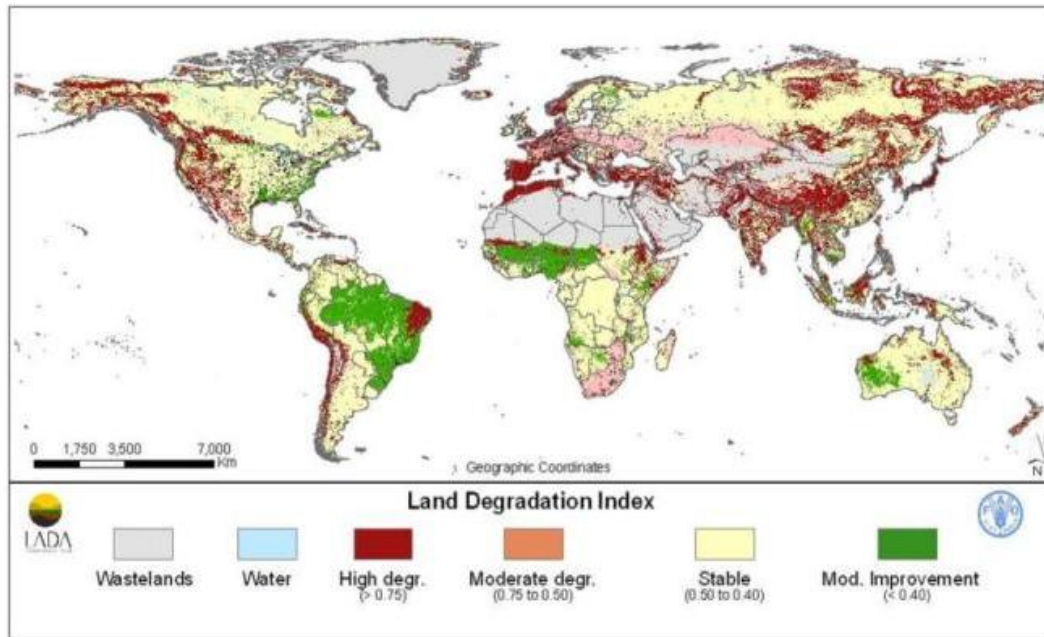 0 1,750 3,500 7,000
Km
Geographic Coordinates
N
Land Degradation Index
LADA
Wastelands
Water
High degr.
(> 0.75)
Moderate degr.
(0.75 to 0.50)
Stable
(0.50 to 0.40)
Mod. Improvement
(< 0.40)